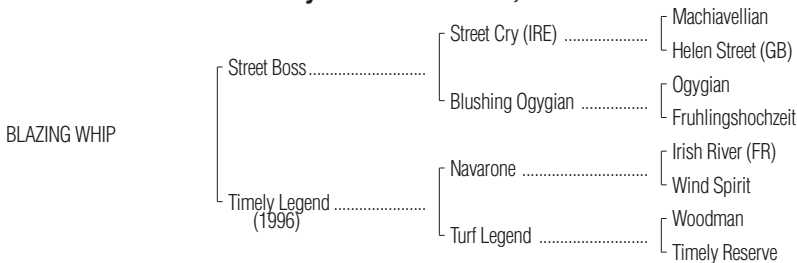 Machiavellian
Street Cry (IRE) ..................
Helen Street (GB)
Street Boss...........................
Ogygian
Blushing Ogygian ..............
Fruhlingshochzeit
BLAZING WHIP
Irish River (FR)
Navarone ...........................
Wind Spirit
Timely Legend .....................
(1996)
Woodman
Turf Legend ........................
Timely Reserve